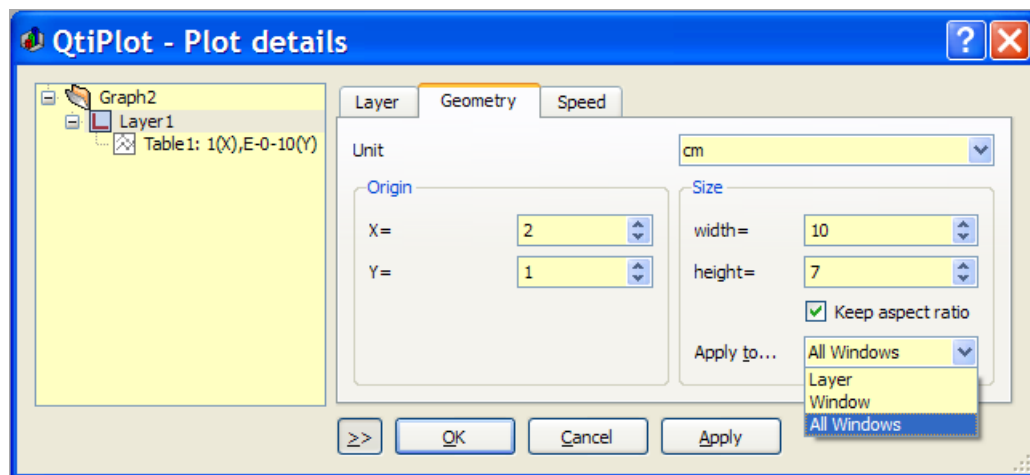 QtiPlot - Plot details
Graph2
Layer1
Table1: 1(X),E-0-10(Y)
Layer Geometry Speed
Unit cm
Origin
X= 2
Y= 1
Size
width= 10
height= 7
Keep aspect ratio
Apply to... All Windows
Layer
Window
All Windows
>> OK Cancel Apply